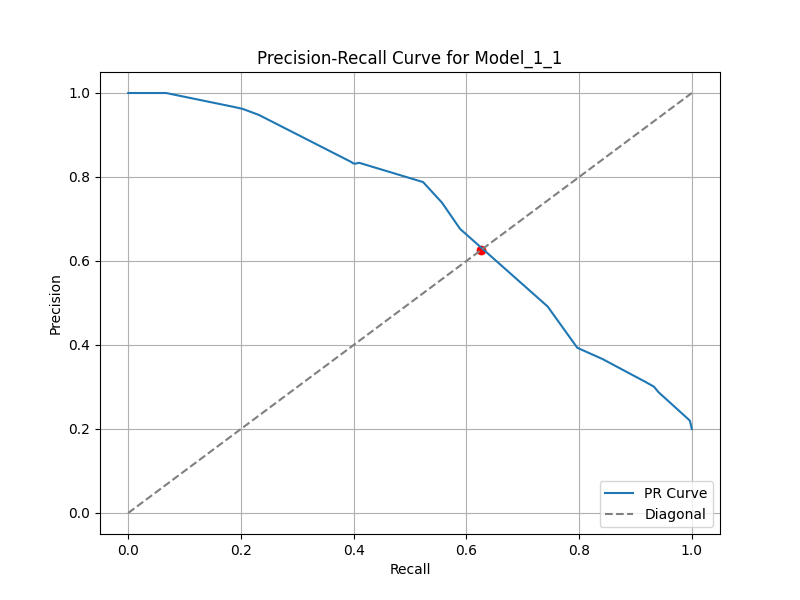 Precision-Recall Curve for Model_1_1
1.0
0.8
0.6
0.4
0.2
0.0
Precision
0.0 0.2 0.4 0.6 0.8 1.0
Recall
PR Curve
Diagonal